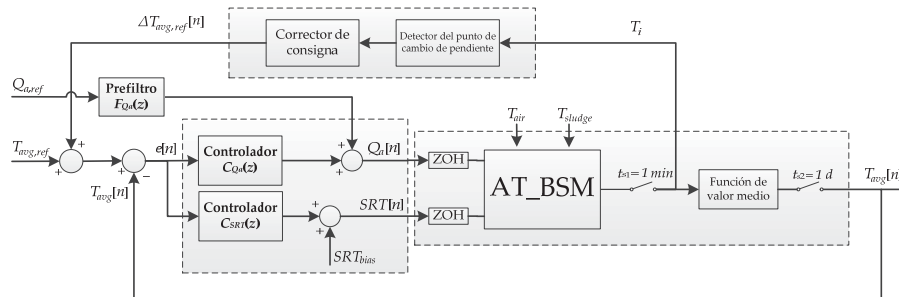 ΔT_avg,ref[n]
Corrector de
consigna
Detector del punto de
cambio de pendiente
T_i
Q_a,ref
Prefiltro
F_Qa(z)
T_air
T_sludge
T_avg,ref
+
+
+
−
e[n]
T_avg[n]
Controlador
C_Qa(z)
+
+
Q_a[n]
ZOH
AT_BSM
t_s1=1 min
Función de
valor medio
t_s2=1 d
T_avg[n]
Controlador
C_SRT(z)
+
+
SRT[n]
ZOH
SRT_bias